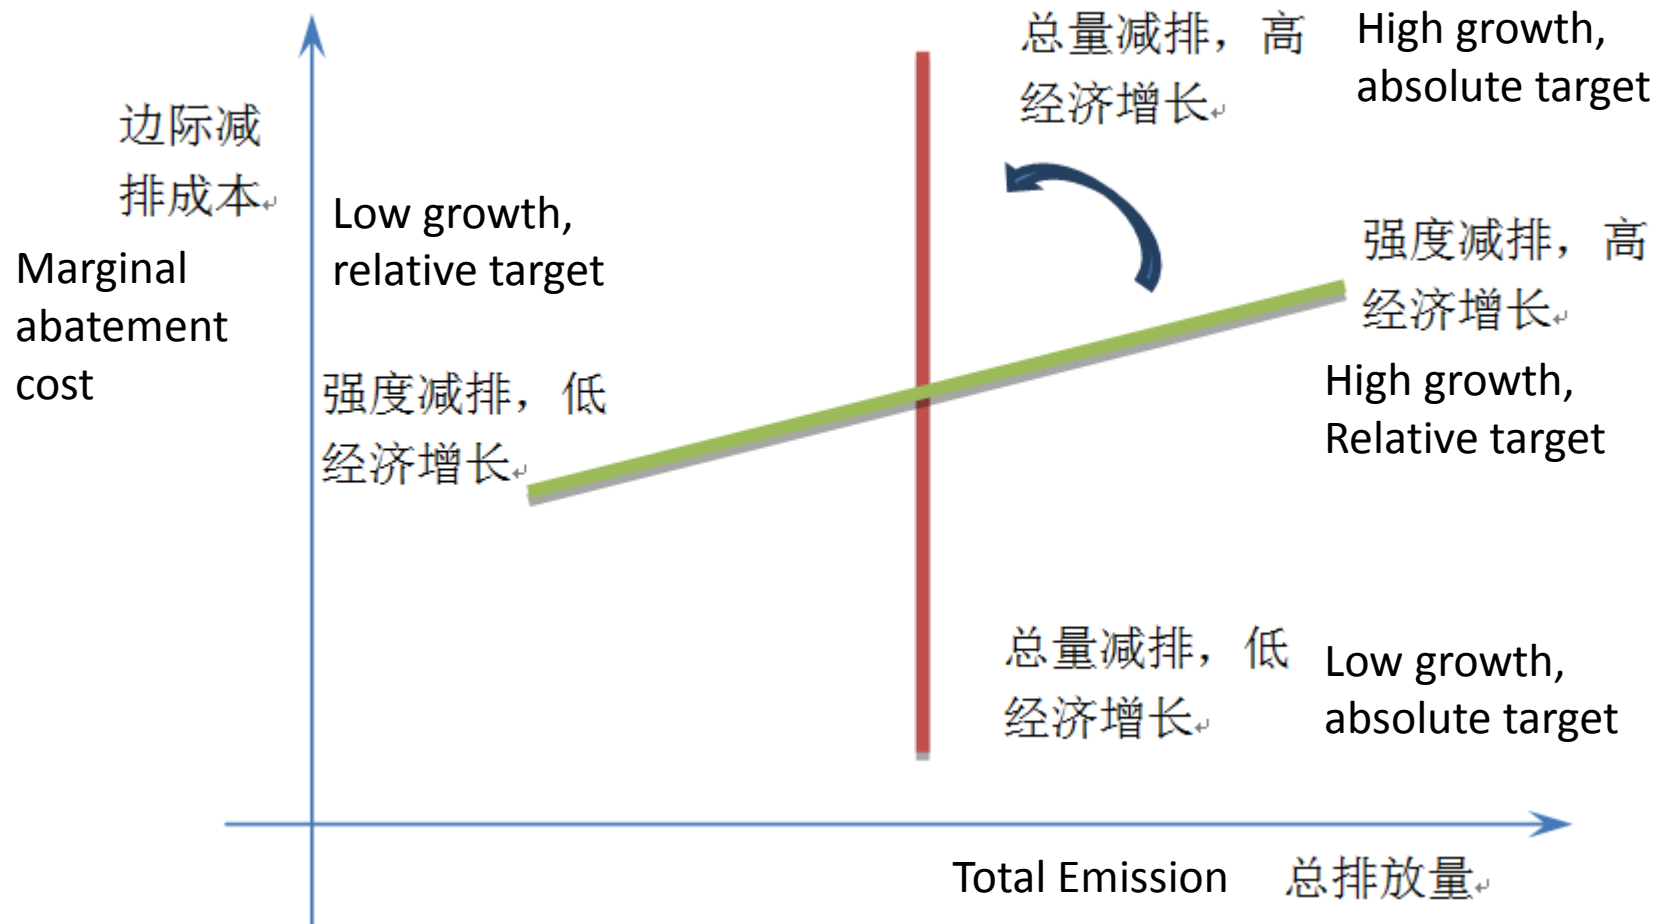 总量减排，高
经济增长
High growth,
absolute target
边际减
排成本
Marginal
abatement
cost
Low growth,
relative target
强度减排，高
经济增长
High growth,
Relative target
强度减排，低
经济增长
总量减排，低
经济增长
Low growth,
absolute target
Total Emission
总排放量